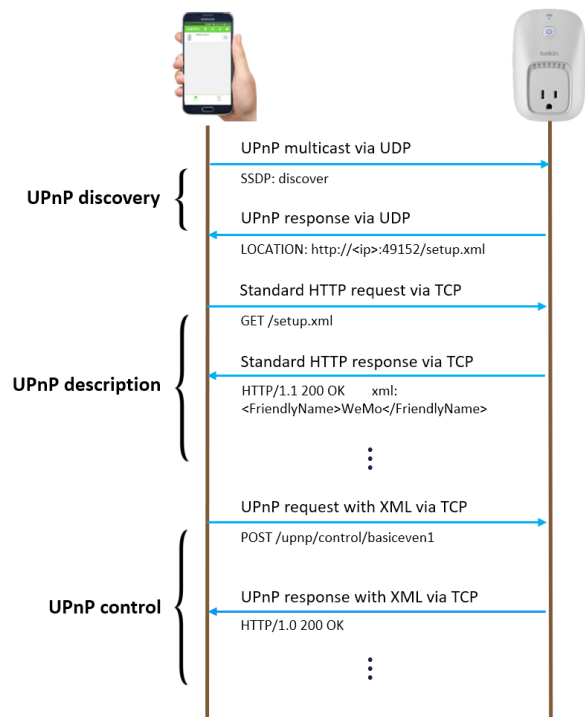 SAMSUNG
belkin
UPnP multicast via UDP
SSDP: discover
UPnP discovery
UPnP response via UDP
LOCATION: http://<ip>:49152/setup.xml
Standard HTTP request via TCP
GET /setup.xml
Standard HTTP response via TCP
UPnP description
HTTP/1.1 200 OK xml:
<FriendlyName>WeMo</FriendlyName>
UPnP request with XML via TCP
POST /upnp/control/basiceven1
UPnP response with XML via TCP
UPnP control
HTTP/1.0 200 OK